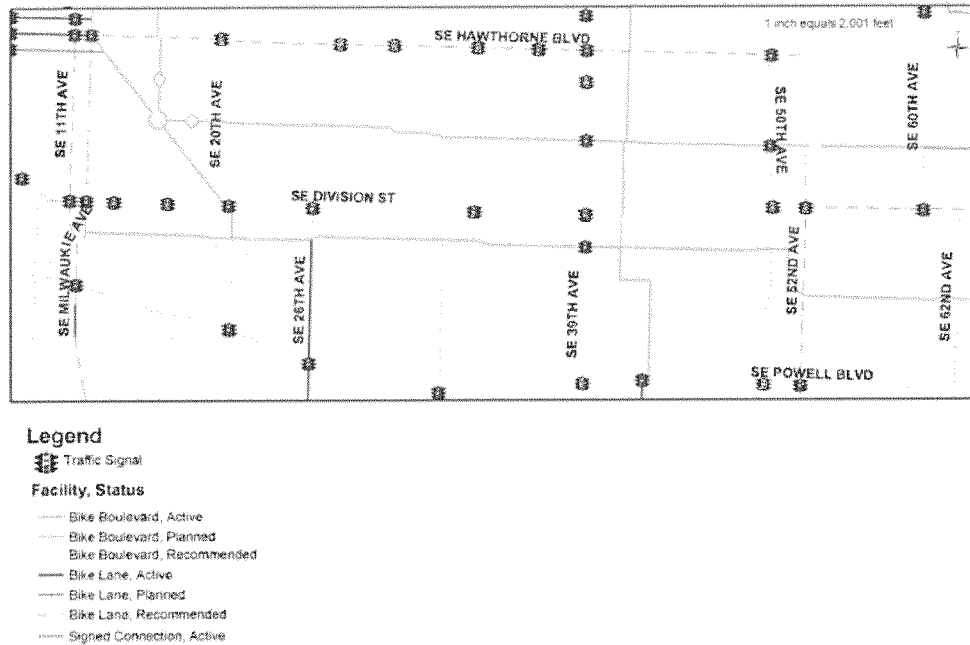 1 inch equals 2,001 feet
SE HAWTHORNE BLVD
SE 11TH AVE
SE 20TH AVE
SE 50TH AVE
SE 60TH AVE
SE DIVISION ST
SE MILWAUKIE AVE
SE 26TH AVE
SE 39TH AVE
SE 52ND AVE
SE 62ND AVE
SE POWELL BLVD
Legend
Traffic Signal
Facility, Status
Bike Boulevard, Active
Bike Boulevard, Planned
Bike Boulevard, Recommended
Bike Lane, Active
Bike Lane, Planned
Bike Lane, Recommended
Signed Connection, Active